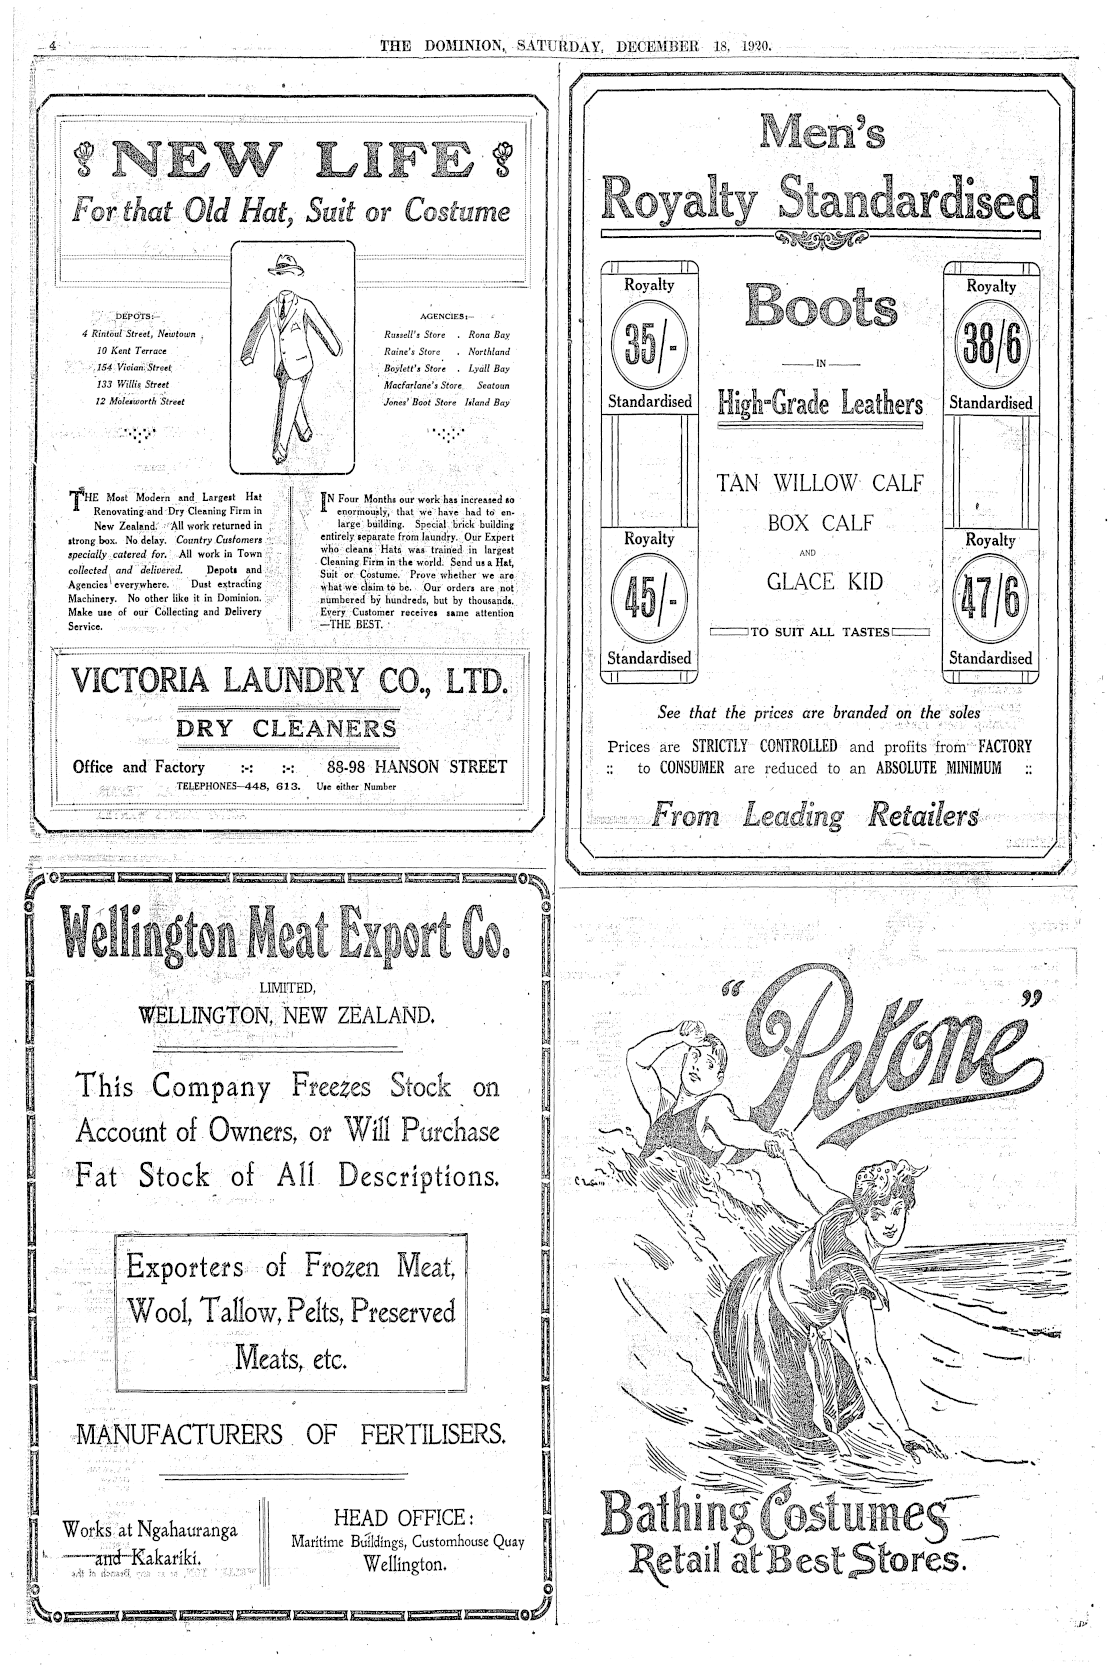 4
THE DOMINION, SATURDAY, DECEMBER 18, 1920.
NEW LIFE
For that Old Hat, Suit or Costume
DEPOTS:—
4 Rintoul Street, Newtown
10 Kent Terrace
154 Vivian Street
133 Willis Street
12 Molesworth Street
AGENCIES:—
Russell's Store . Rona Bay
Raine's Store . Northland
Boylett's Store . Lyall Bay
Macfarlane's Store Seatoun
Jones' Boot Store Island Bay
THE Most Modern and Largest Hat
Renovating and Dry Cleaning Firm in
New Zealand. All work returned in
strong box. No delay. Country Customers
specially catered for. All work in Town
collected and delivered. Depots and
Agencies everywhere. Dust extracting
Machinery. No other like it in Dominion.
Make use of our Collecting and Delivery
Service.
IN Four Months our work has increased so
enormously, that we have had to en-
large building. Special brick building
entirely separate from laundry. Our Expert
who cleans Hats was trained in largest
Cleaning Firm in the world. Send us a Hat,
Suit or Costume. Prove whether we are
what we claim to be. Our orders are not
numbered by hundreds, but by thousands.
Every Customer receives same attention
—THE BEST.
VICTORIA LAUNDRY CO., LTD.
DRY CLEANERS
Office and Factory :-: :-: 88-98 HANSON STREET
TELEPHONES—448, 613. Use either Number
Men's
Royalty Standardised
Boots
IN
High-Grade Leathers
TAN WILLOW CALF
BOX CALF
AND
GLACE KID
TO SUIT ALL TASTES
Royalty
35/-
Standardised
Royalty
38/6
Standardised
Royalty
45/-
Standardised
Royalty
47/6
Standardised
See that the prices are branded on the soles
Prices are STRICTLY CONTROLLED and profits from FACTORY
:: to CONSUMER are reduced to an ABSOLUTE MINIMUM ::
From Leading Retailers
Wellington Meat Export Co.
LIMITED,
WELLINGTON, NEW ZEALAND.
This Company Freezes Stock on
Account of Owners, or Will Purchase
Fat Stock of All Descriptions.
Exporters of Frozen Meat,
Wool, Tallow, Pelts, Preserved
Meats, etc.
MANUFACTURERS OF FERTILISERS.
Works at Ngahauranga
and Kakariki.
HEAD OFFICE:
Maritime Buildings, Customhouse Quay
Wellington.
"Petone"
Bathing Costumes
Retail at Best Stores.